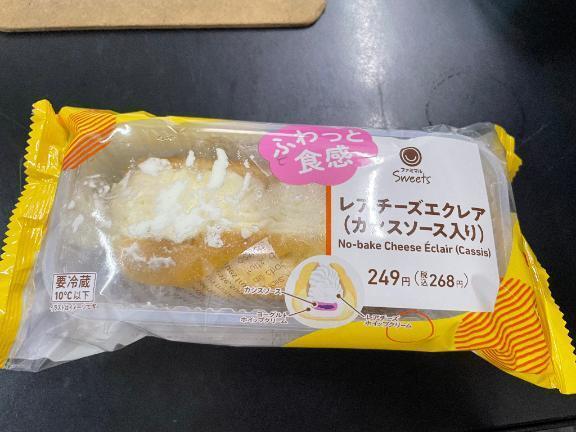 ふわっと
食感
ファミマル
Sweets
レアチーズエクレア
(カシスソース入り)
No-bake Cheese Éclair (Cassis)
249円(税込268円)
要冷蔵
10℃以下
カシスソース
ヨーグルト
ホイップクリーム
レアチーズ
ホイップクリーム